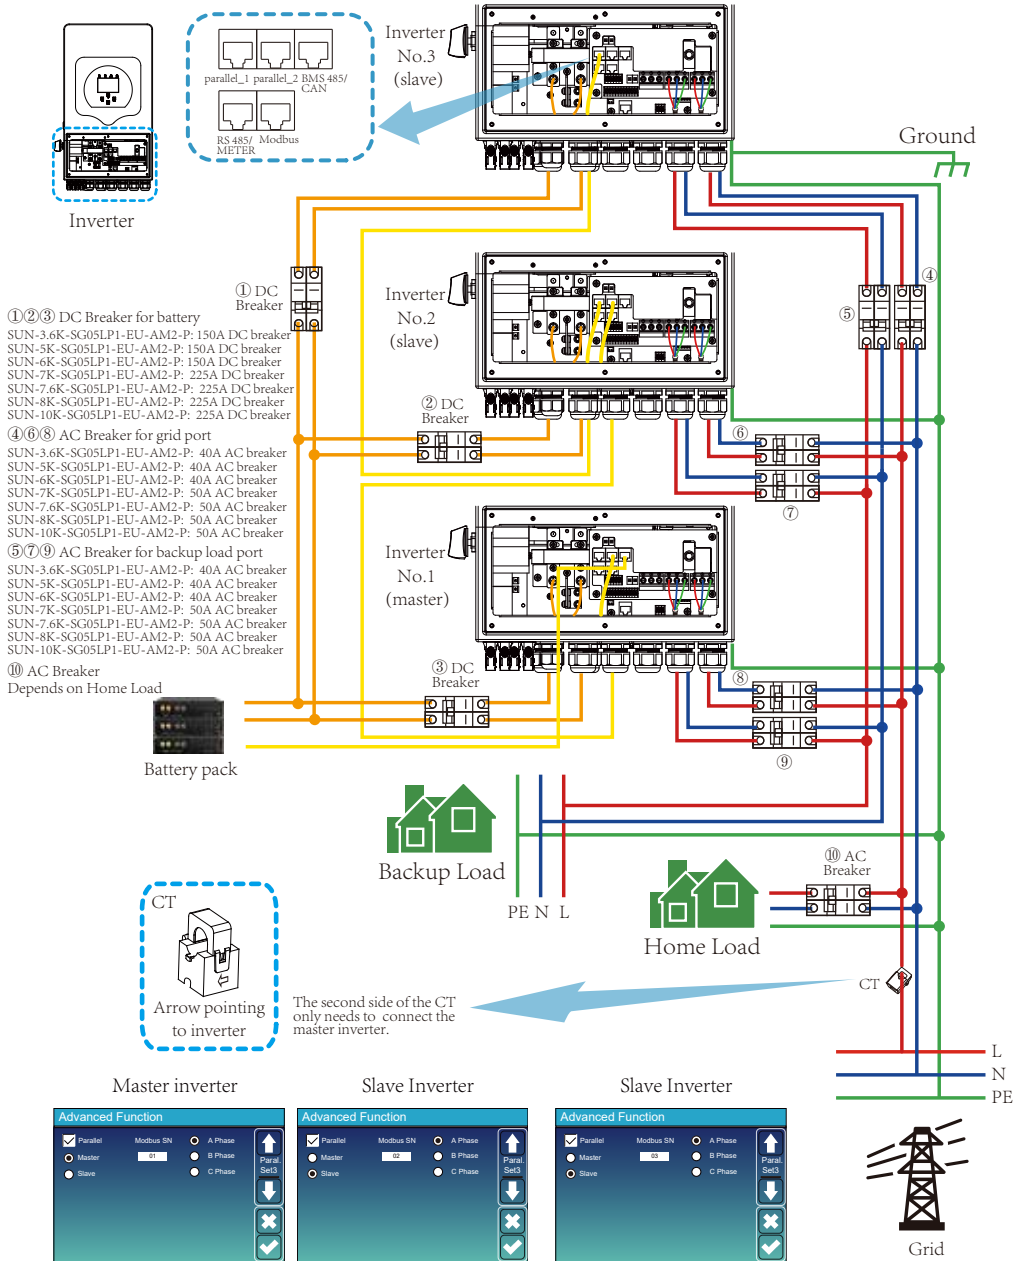 parallel_1 parallel_2 BMS 485/
CAN
RS 485/
METER
Modbus
Inverter
Inverter
No.3
(slave)
Ground
① DC
Breaker
Inverter
No.2
(slave)
④
⑤
①②③ DC Breaker for battery
SUN-3.6K-SG05LP1-EU-AM2-P: 150A DC breaker
SUN-5K-SG05LP1-EU-AM2-P: 150A DC breaker
SUN-6K-SG05LP1-EU-AM2-P: 150A DC breaker
SUN-7K-SG05LP1-EU-AM2-P: 225A DC breaker
SUN-7.6K-SG05LP1-EU-AM2-P: 225A DC breaker
SUN-8K-SG05LP1-EU-AM2-P: 225A DC breaker
SUN-10K-SG05LP1-EU-AM2-P: 225A DC breaker
④⑥⑧ AC Breaker for grid port
SUN-3.6K-SG05LP1-EU-AM2-P: 40A AC breaker
SUN-5K-SG05LP1-EU-AM2-P: 40A AC breaker
SUN-6K-SG05LP1-EU-AM2-P: 40A AC breaker
SUN-7K-SG05LP1-EU-AM2-P: 50A AC breaker
SUN-7.6K-SG05LP1-EU-AM2-P: 50A AC breaker
SUN-8K-SG05LP1-EU-AM2-P: 50A AC breaker
SUN-10K-SG05LP1-EU-AM2-P: 50A AC breaker
⑤⑦⑨ AC Breaker for backup load port
SUN-3.6K-SG05LP1-EU-AM2-P: 40A AC breaker
SUN-5K-SG05LP1-EU-AM2-P: 40A AC breaker
SUN-6K-SG05LP1-EU-AM2-P: 40A AC breaker
SUN-7K-SG05LP1-EU-AM2-P: 50A AC breaker
SUN-7.6K-SG05LP1-EU-AM2-P: 50A AC breaker
SUN-8K-SG05LP1-EU-AM2-P: 50A AC breaker
SUN-10K-SG05LP1-EU-AM2-P: 50A AC breaker
⑩ AC Breaker
Depends on Home Load
② DC
Breaker
⑥
⑦
Inverter
No.1
(master)
③ DC
Breaker
⑧
⑨
Battery pack
Backup Load
PE N L
⑩ AC
Breaker
Home Load
CT
Arrow pointing
to inverter
The second side of the CT
only needs to connect the
master inverter.
CT
L
N
PE
Grid
Master inverter
Advanced Function
Parallel
Modbus SN
A Phase
Master
01
B Phase
Slave
C Phase
Paral.
Set3
Slave Inverter
Advanced Function
Parallel
Modbus SN
A Phase
Master
02
B Phase
Slave
C Phase
Paral.
Set3
Slave Inverter
Advanced Function
Parallel
Modbus SN
A Phase
Master
03
B Phase
Slave
C Phase
Paral.
Set3